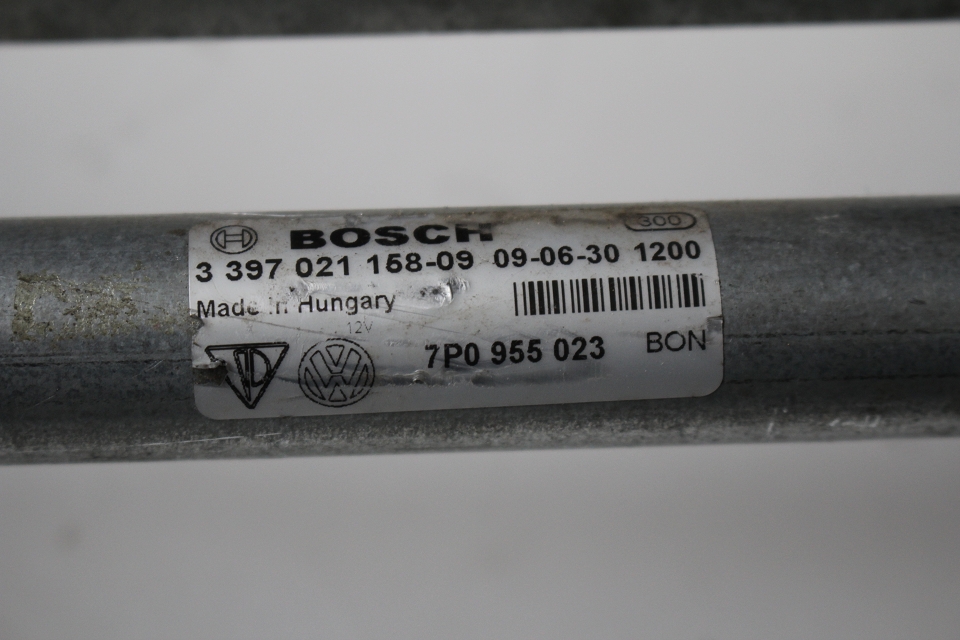 BOSCH 300
3 397 021 158-09 09-06-30 1200
Made in Hungary
12V
7P0 955 023 BON